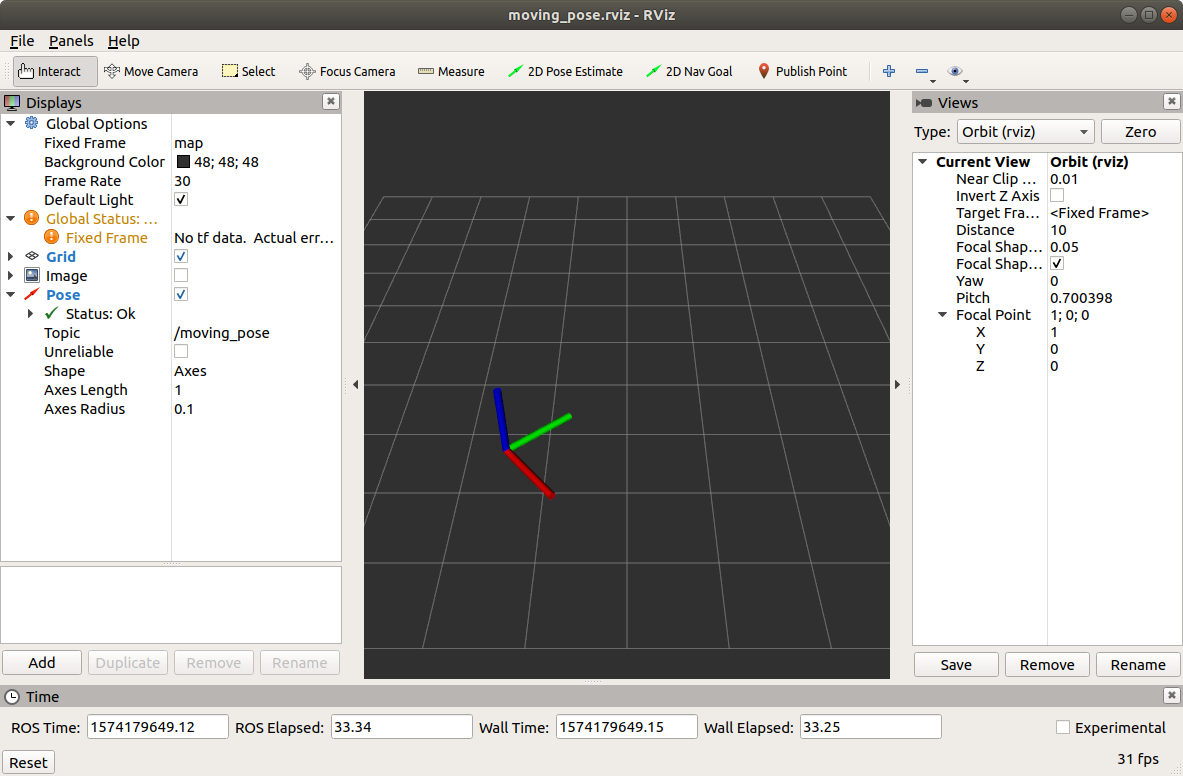 moving_pose.rviz - RViz
File Panels Help
Interact Move Camera Select Focus Camera Measure 2D Pose Estimate 2D Nav Goal Publish Point
Displays
Global Options
Fixed Frame map
Background Color 48; 48; 48
Frame Rate 30
Default Light
Global Status: ...
Fixed Frame No tf data. Actual err...
Grid
Image
Pose
Status: Ok
Topic /moving_pose
Unreliable
Shape Axes
Axes Length 1
Axes Radius 0.1
Add Duplicate Remove Rename
Views
Type: Orbit (rviz) Zero
Current View Orbit (rviz)
Near Clip ... 0.01
Invert Z Axis
Target Fra... <Fixed Frame>
Distance 10
Focal Shap... 0.05
Focal Shap...
Yaw 0
Pitch 0.700398
Focal Point 1; 0; 0
X 1
Y 0
Z 0
Save Remove Rename
Time
ROS Time: 1574179649.12 ROS Elapsed: 33.34 Wall Time: 1574179649.15 Wall Elapsed: 33.25 Experimental
Reset 31 fps